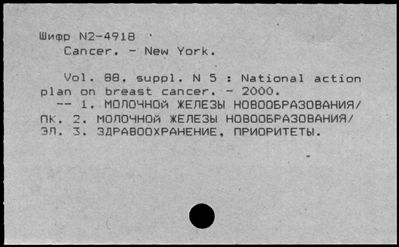 Шифр N2-4918
Cancer. - New York.
Vol. 88, suppl. N 5 : National action
plan on breast cancer. - 2000.
-- 1. МОЛОЧНОЙ ЖЕЛЕЗЫ НОВООБРАЗОВАНИЯ/
ПК. 2. МОЛОЧНОЙ ЖЕЛЕЗЫ НОВООБРАЗОВАНИЯ/
ЭЛ. 3. ЗДРАВООХРАНЕНИЕ, ПРИОРИТЕТЫ.